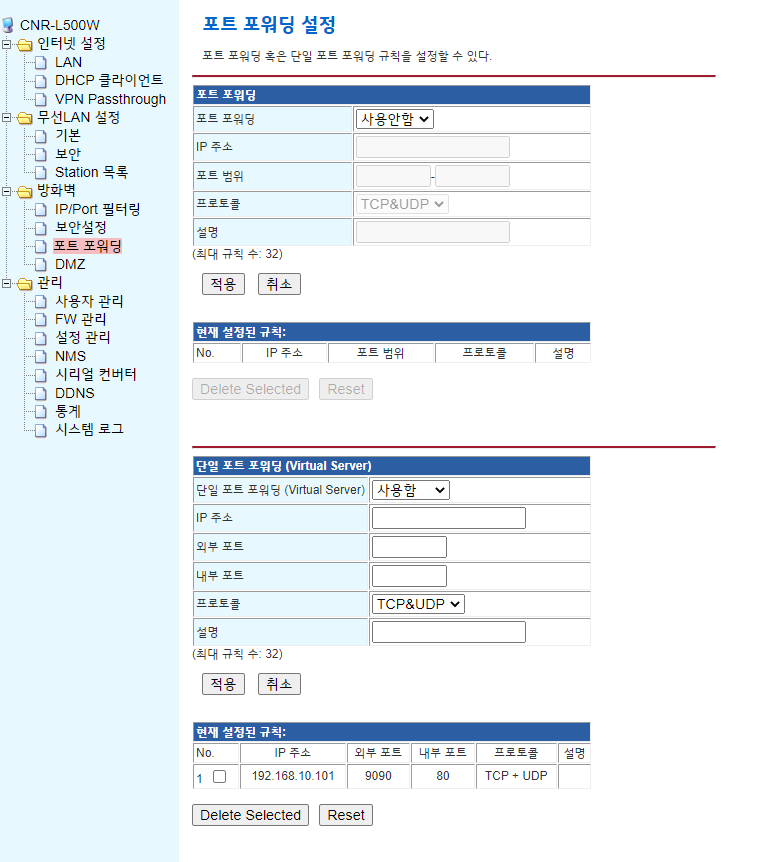 CNR-L500W
인터넷 설정
LAN
DHCP 클라이언트
VPN Passthrough
무선LAN 설정
기본
보안
Station 목록
방화벽
IP/Port 필터링
보안설정
포트 포워딩
DMZ
관리
사용자 관리
FW 관리
설정 관리
NMS
시리얼 컨버터
DDNS
통계
시스템 로그
포트 포워딩 설정
포트 포워딩 혹은 단일 포트 포워딩 규칙을 설정할 수 있다.
포트 포워딩
포트 포워딩 사용안함
IP 주소
포트 범위 -
프로토콜 TCP&UDP
설명
(최대 규칙 수: 32)
적용 취소
현재 설정된 규칙:
No. IP 주소 포트 범위 프로토콜 설명
Delete Selected Reset
단일 포트 포워딩 (Virtual Server)
단일 포트 포워딩 (Virtual Server) 사용함
IP 주소
외부 포트
내부 포트
프로토콜 TCP&UDP
설명
(최대 규칙 수: 32)
적용 취소
현재 설정된 규칙:
No. IP 주소 외부 포트 내부 포트 프로토콜 설명
1 192.168.10.101 9090 80 TCP + UDP
Delete Selected Reset